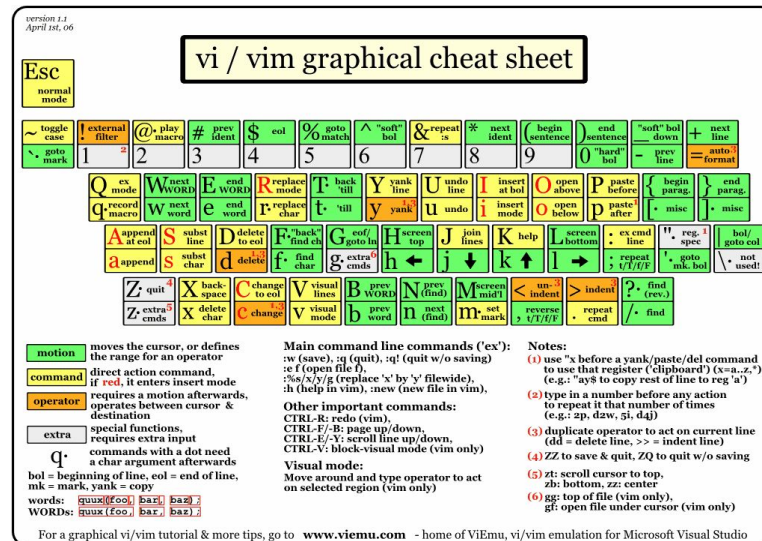 version 1.1
April 1st, 06
vi / vim graphical cheat sheet
Esc
normal
mode
~ toggle case
! external filter
@· play macro
# prev ident
$ eol
% goto match
^ "soft" bol
& repeat :s
* next ident
( begin sentence
) end sentence
_ "soft" bol down
+ next line
`· goto mark
1 2
2
3
4
5
6
7
8
9
0 "hard" bol
- prev line
= auto format 3
Q ex mode
W next WORD
E end WORD
R replace mode
T· back 'till
Y yank line
U undo line
I insert at bol
O open above
P paste before
{ begin parag.
} end parag.
q· record macro
w next word
e end word
r· replace char
t· 'till
y yank 1,3
u undo
i insert mode
o open below
p paste after 1
[· misc
]· misc
A append at eol
S subst line
D delete to eol
F· "back" find ch
G eof/ goto ln
H screen top
J join lines
K help
L screen bottom
: ex cmd line
"· reg. spec 1
| bol/ goto col
a append
s subst char
d delete 1,3
f· find char
g· extra cmds 6
h ←
j ↓
k ↑
l →
; repeat t/T/f/F
'· goto mk. bol
\· not used!
Z· quit 4
X back-space
C change to eol
V visual lines
B prev WORD
N prev (find)
M screen mid'l
< un-indent 3
> indent 3
?· find (rev.)
z· extra cmds 5
x delete char
c change 1,3
v visual mode
b prev word
n next (find)
m· set mark
, reverse t/T/f/F
. repeat cmd
/· find
motion moves the cursor, or defines
the range for an operator
command direct action command,
if red, it enters insert mode
operator requires a motion afterwards,
operates between cursor &
destination
extra special functions,
requires extra input
q· commands with a dot need
a char argument afterwards
bol = beginning of line, eol = end of line,
mk = mark, yank = copy
words: quux(foo, bar, baz);
WORDs: quux(foo, bar, baz);
Main command line commands ('ex'):
:w (save), :q (quit), :q! (quit w/o saving)
:e f (open file f),
:%s/x/y/g (replace 'x' by 'y' filewide),
:h (help in vim), :new (new file in vim),
Other important commands:
CTRL-R: redo (vim),
CTRL-F/-B: page up/down,
CTRL-E/-Y: scroll line up/down,
CTRL-V: block-visual mode (vim only)
Visual mode:
Move around and type operator to act
on selected region (vim only)
Notes:
(1) use "x before a yank/paste/del command
to use that register ('clipboard') (x=a..z,*)
(e.g.: "ay$ to copy rest of line to reg 'a')
(2) type in a number before any action
to repeat it that number of times
(e.g.: 2p, d2w, 5i, d4j)
(3) duplicate operator to act on current line
(dd = delete line, >> = indent line)
(4) ZZ to save & quit, ZQ to quit w/o saving
(5) zt: scroll cursor to top,
zb: bottom, zz: center
(6) gg: top of file (vim only),
gf: open file under cursor (vim only)
For a graphical vi/vim tutorial & more tips, go to www.viemu.com - home of ViEmu, vi/vim emulation for Microsoft Visual Studio